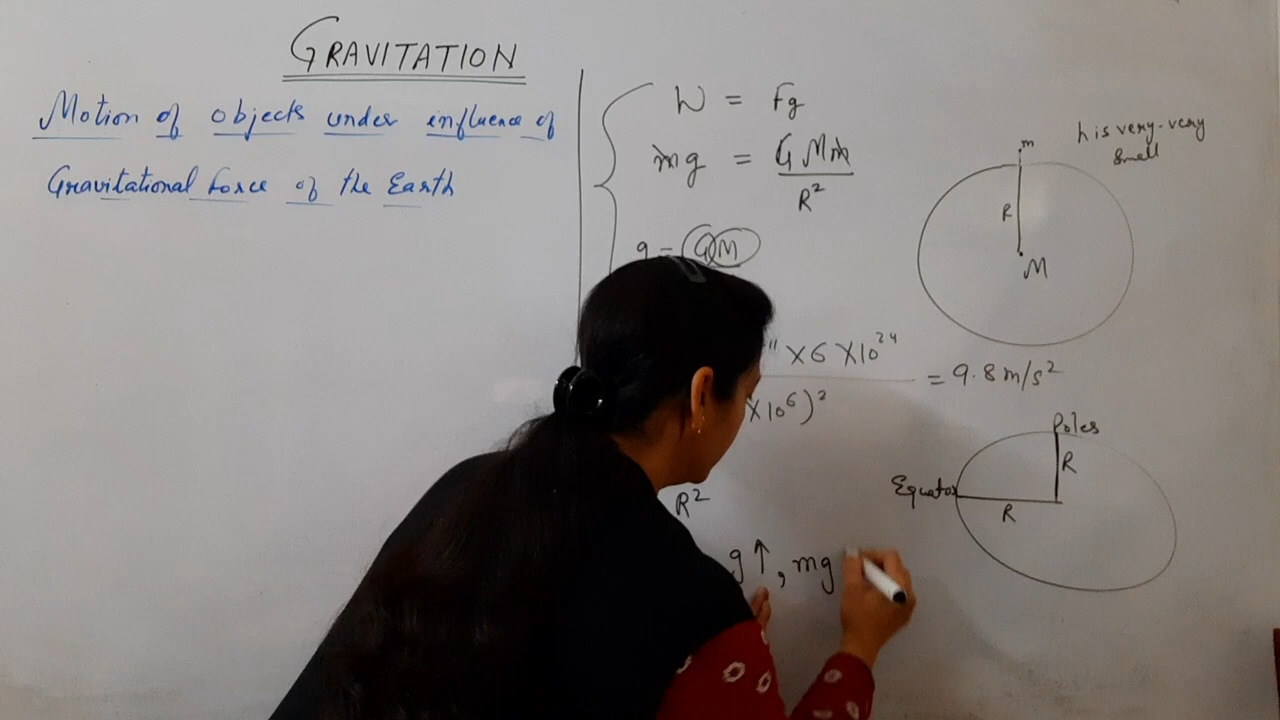 GRAVITATION
Motion of objects under influence of
Gravitational force of the Earth
W = Fg
mg = GMm
R²
g = GM
" X 6 X 10²⁴
= 9.8 m/s²
X 10⁶)²
R²
g↑, mg
h is very-very
small
m
R
M
Poles
R
Equator
R